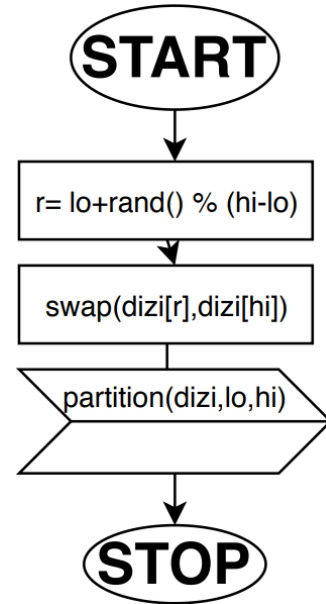 START
r= lo+rand() % (hi-lo)
swap(dizi[r],dizi[hi])
partition(dizi,lo,hi)
STOP